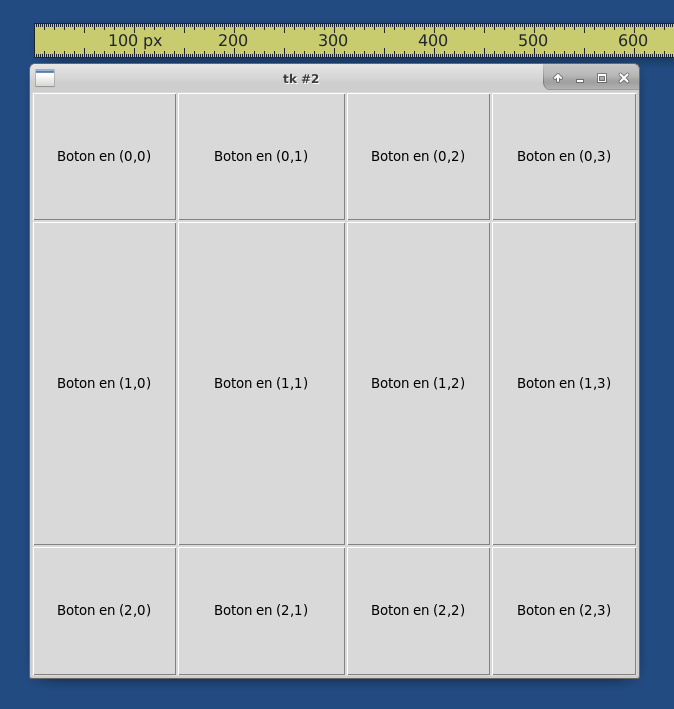 100 px 200 300 400 500 600
tk #2
Boton en (0,0) Boton en (0,1) Boton en (0,2) Boton en (0,3)
Boton en (1,0) Boton en (1,1) Boton en (1,2) Boton en (1,3)
Boton en (2,0) Boton en (2,1) Boton en (2,2) Boton en (2,3)